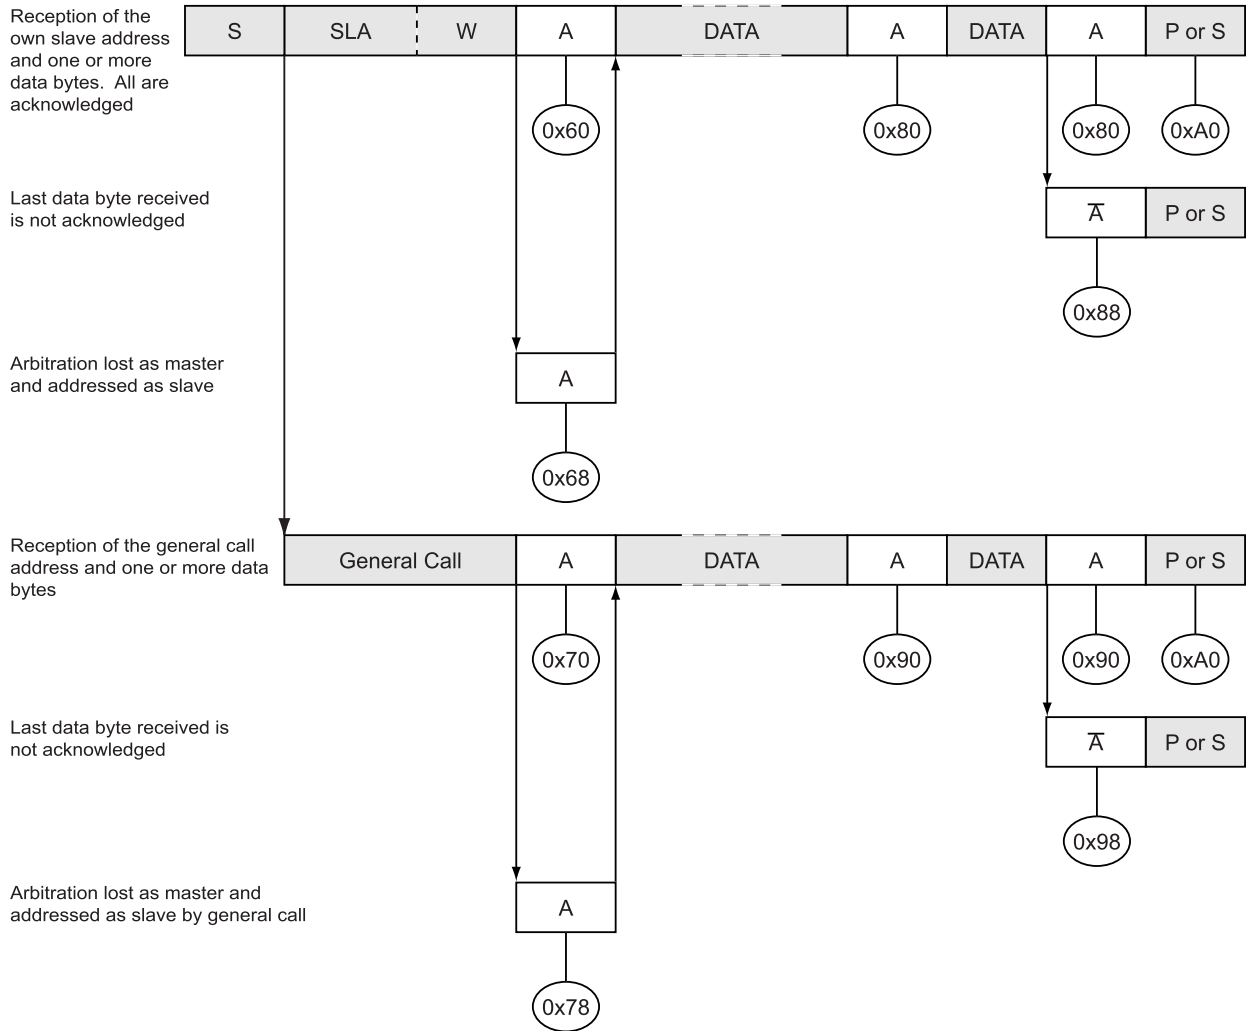 Reception of the
own slave address
and one or more
data bytes.  All are
acknowledged
S SLA W A DATA A DATA A P or S
0x60 0x80 0x80 0xA0
Last data byte received
is not acknowledged
A̅ P or S
0x88
Arbitration lost as master
and addressed as slave
A
0x68
Reception of the general call
address and one or more data
bytes
General Call A DATA A DATA A P or S
0x70 0x90 0x90 0xA0
Last data byte received is
not acknowledged
A̅ P or S
0x98
Arbitration lost as master and
addressed as slave by general call
A
0x78